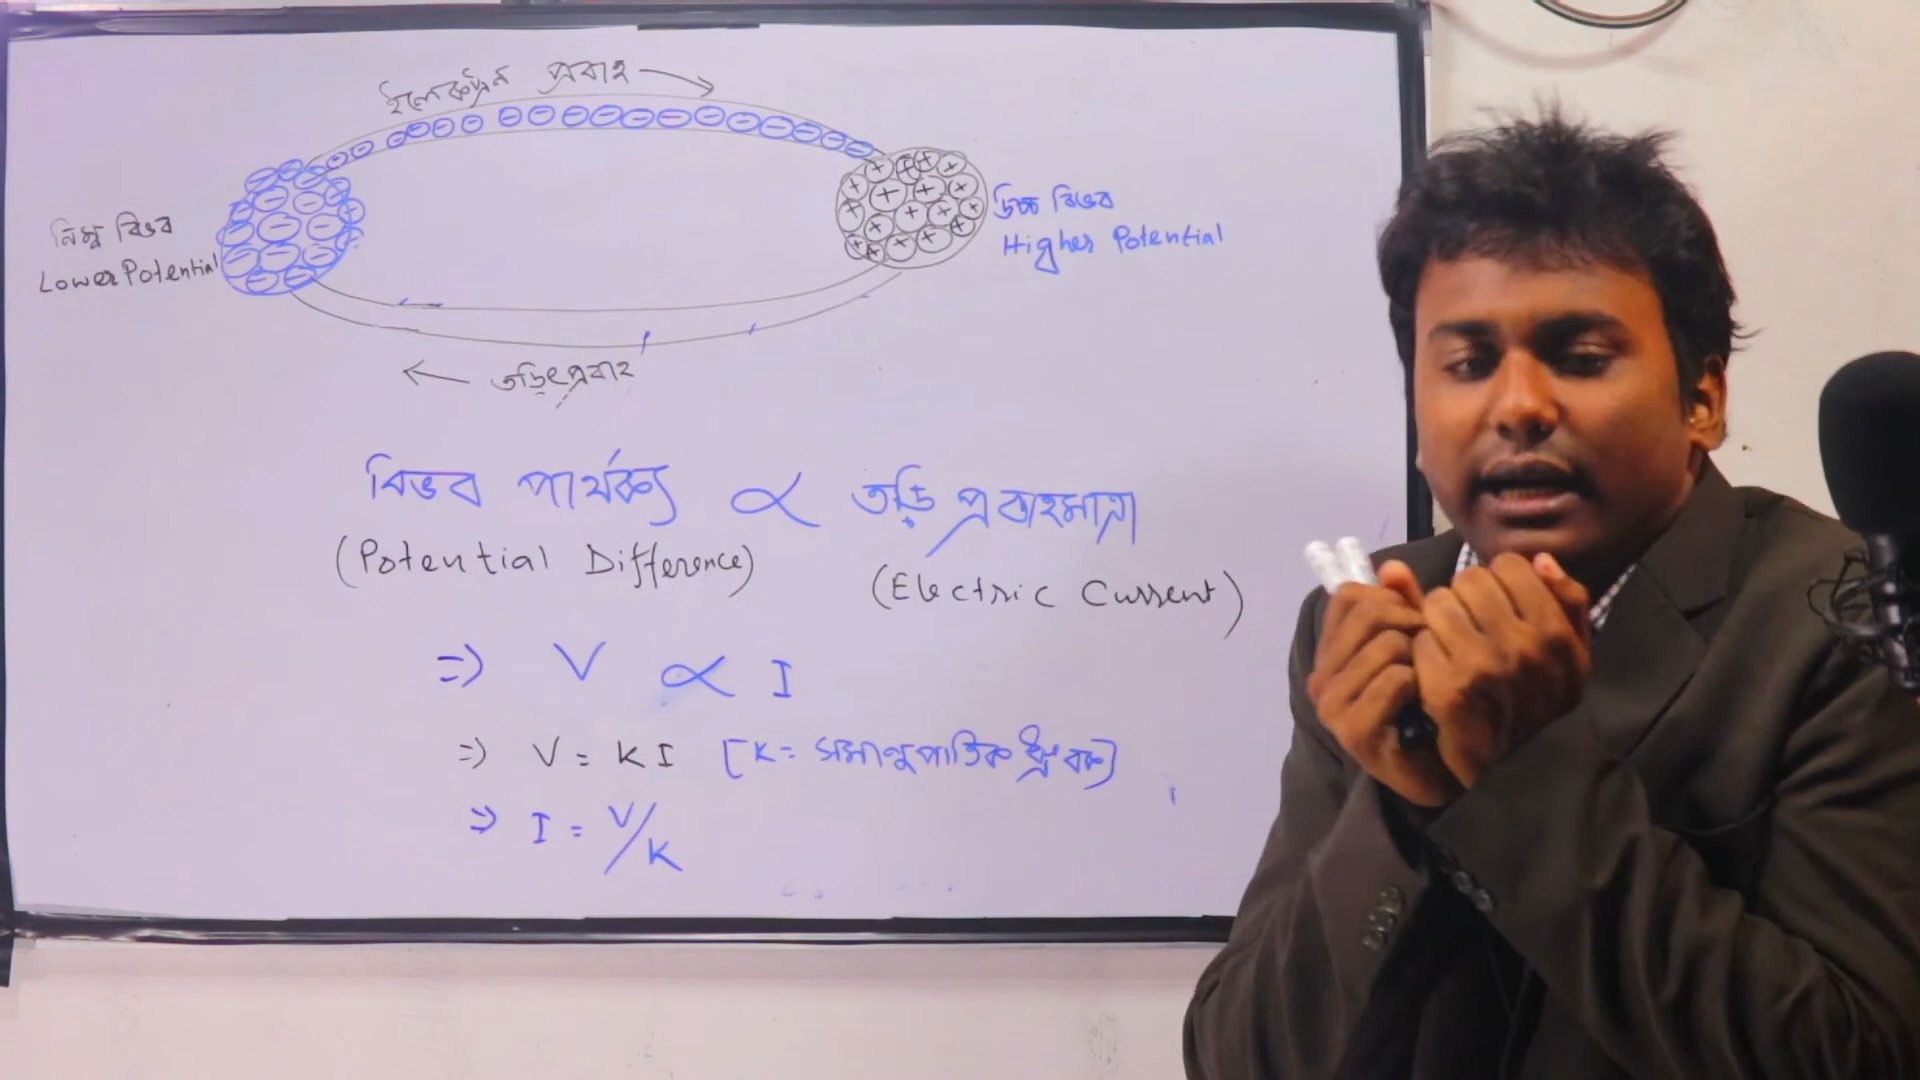 ইলেকট্রন প্রবাহ →
নিম্ন বিভব
Lower Potential
উচ্চ বিভব
Higher Potential
← তড়িৎপ্রবাহ
বিভব পার্থক্য ∝ তড়ি প্রবাহমাত্রা
(Potential Difference) (Electric Current)
=> V ∝ I
=> V = KI [K= সমানুপাতিক ধ্রুবক]
=> I = V/K